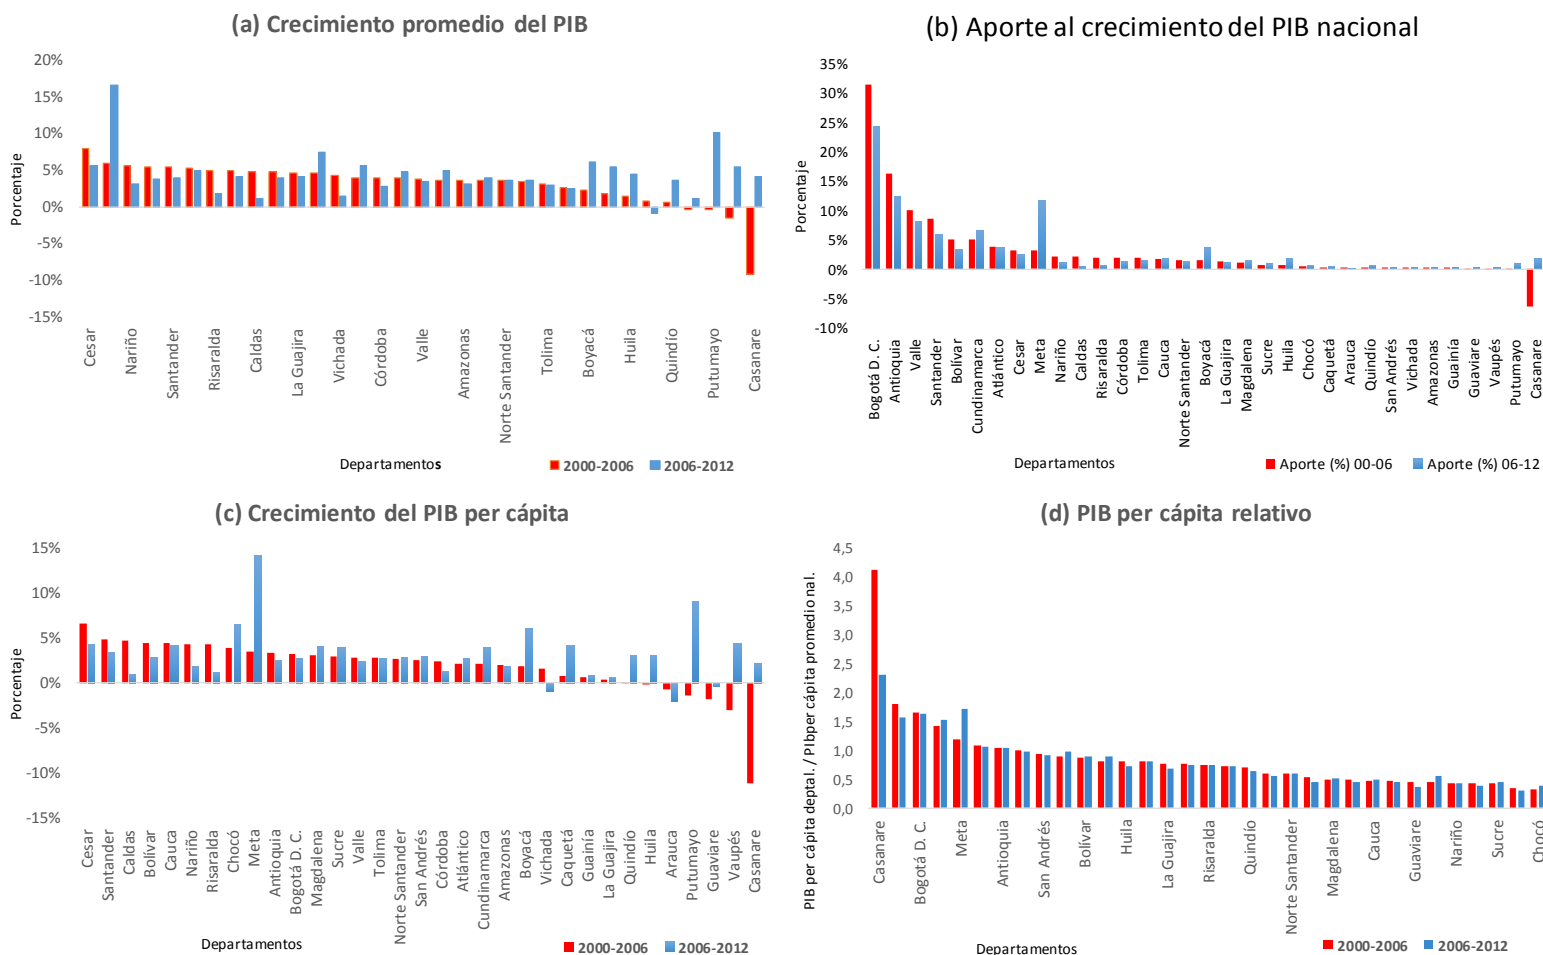 (a) Crecimiento promedio del PIB
20%
15%
10%
5%
0%
-5%
-10%
-15%
Porcentaje
Cesar
Nariño
Santander
Risaralda
Caldas
La Guajira
Vichada
Córdoba
Valle
Amazonas
Norte Santander
Tolima
Boyacá
Huila
Quindío
Putumayo
Casanare
Departamentos
2000-2006
2006-2012
(b) Aporte al crecimiento del PIB nacional
35%
30%
25%
20%
15%
10%
5%
0%
-5%
-10%
Porcentaje
Bogotá D. C.
Antioquia
Valle
Santander
Bolívar
Cundinamarca
Atlántico
Cesar
Meta
Nariño
Caldas
Risaralda
Córdoba
Tolima
Cauca
Norte Santander
Boyacá
La Guajira
Magdalena
Sucre
Huila
Chocó
Caquetá
Arauca
Quindío
San Andrés
Vichada
Amazonas
Guainía
Guaviare
Vaupés
Putumayo
Casanare
Departamentos
Aporte (%) 00-06
Aporte (%) 06-12
(c) Crecimiento del PIB per cápita
15%
10%
5%
0%
-5%
-10%
-15%
Porcentaje
Cesar
Santander
Caldas
Bolívar
Cauca
Nariño
Risaralda
Chocó
Meta
Antioquia
Bogotá D. C.
Magdalena
Sucre
Valle
Tolima
Norte Santander
San Andrés
Córdoba
Atlántico
Cundinamarca
Amazonas
Boyacá
Vichada
Caquetá
Guainía
La Guajira
Quindío
Huila
Arauca
Putumayo
Guaviare
Vaupés
Casanare
Departamentos
2000-2006
2006-2012
(d) PIB per cápita relativo
4,5
4,0
3,5
3,0
2,5
2,0
1,5
1,0
0,5
0,0
PIB per cápita deptal. / PIbper cápita promedio nal.
Casanare
Bogotá D. C.
Meta
Antioquia
San Andrés
Bolívar
Huila
La Guajira
Risaralda
Quindío
Norte Santander
Magdalena
Cauca
Guaviare
Nariño
Sucre
Chocó
Departamentos
2000-2006
2006-2012